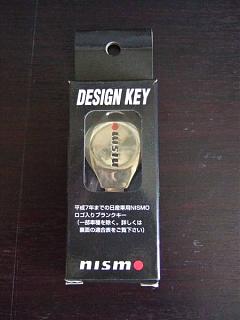 DESIGN KEY
nismo
平成7年までの日産車用NISMO
ロゴ入りブランクキー
(一部車種を除く。詳しくは
裏面の適合表をご覧下さい)
nismo